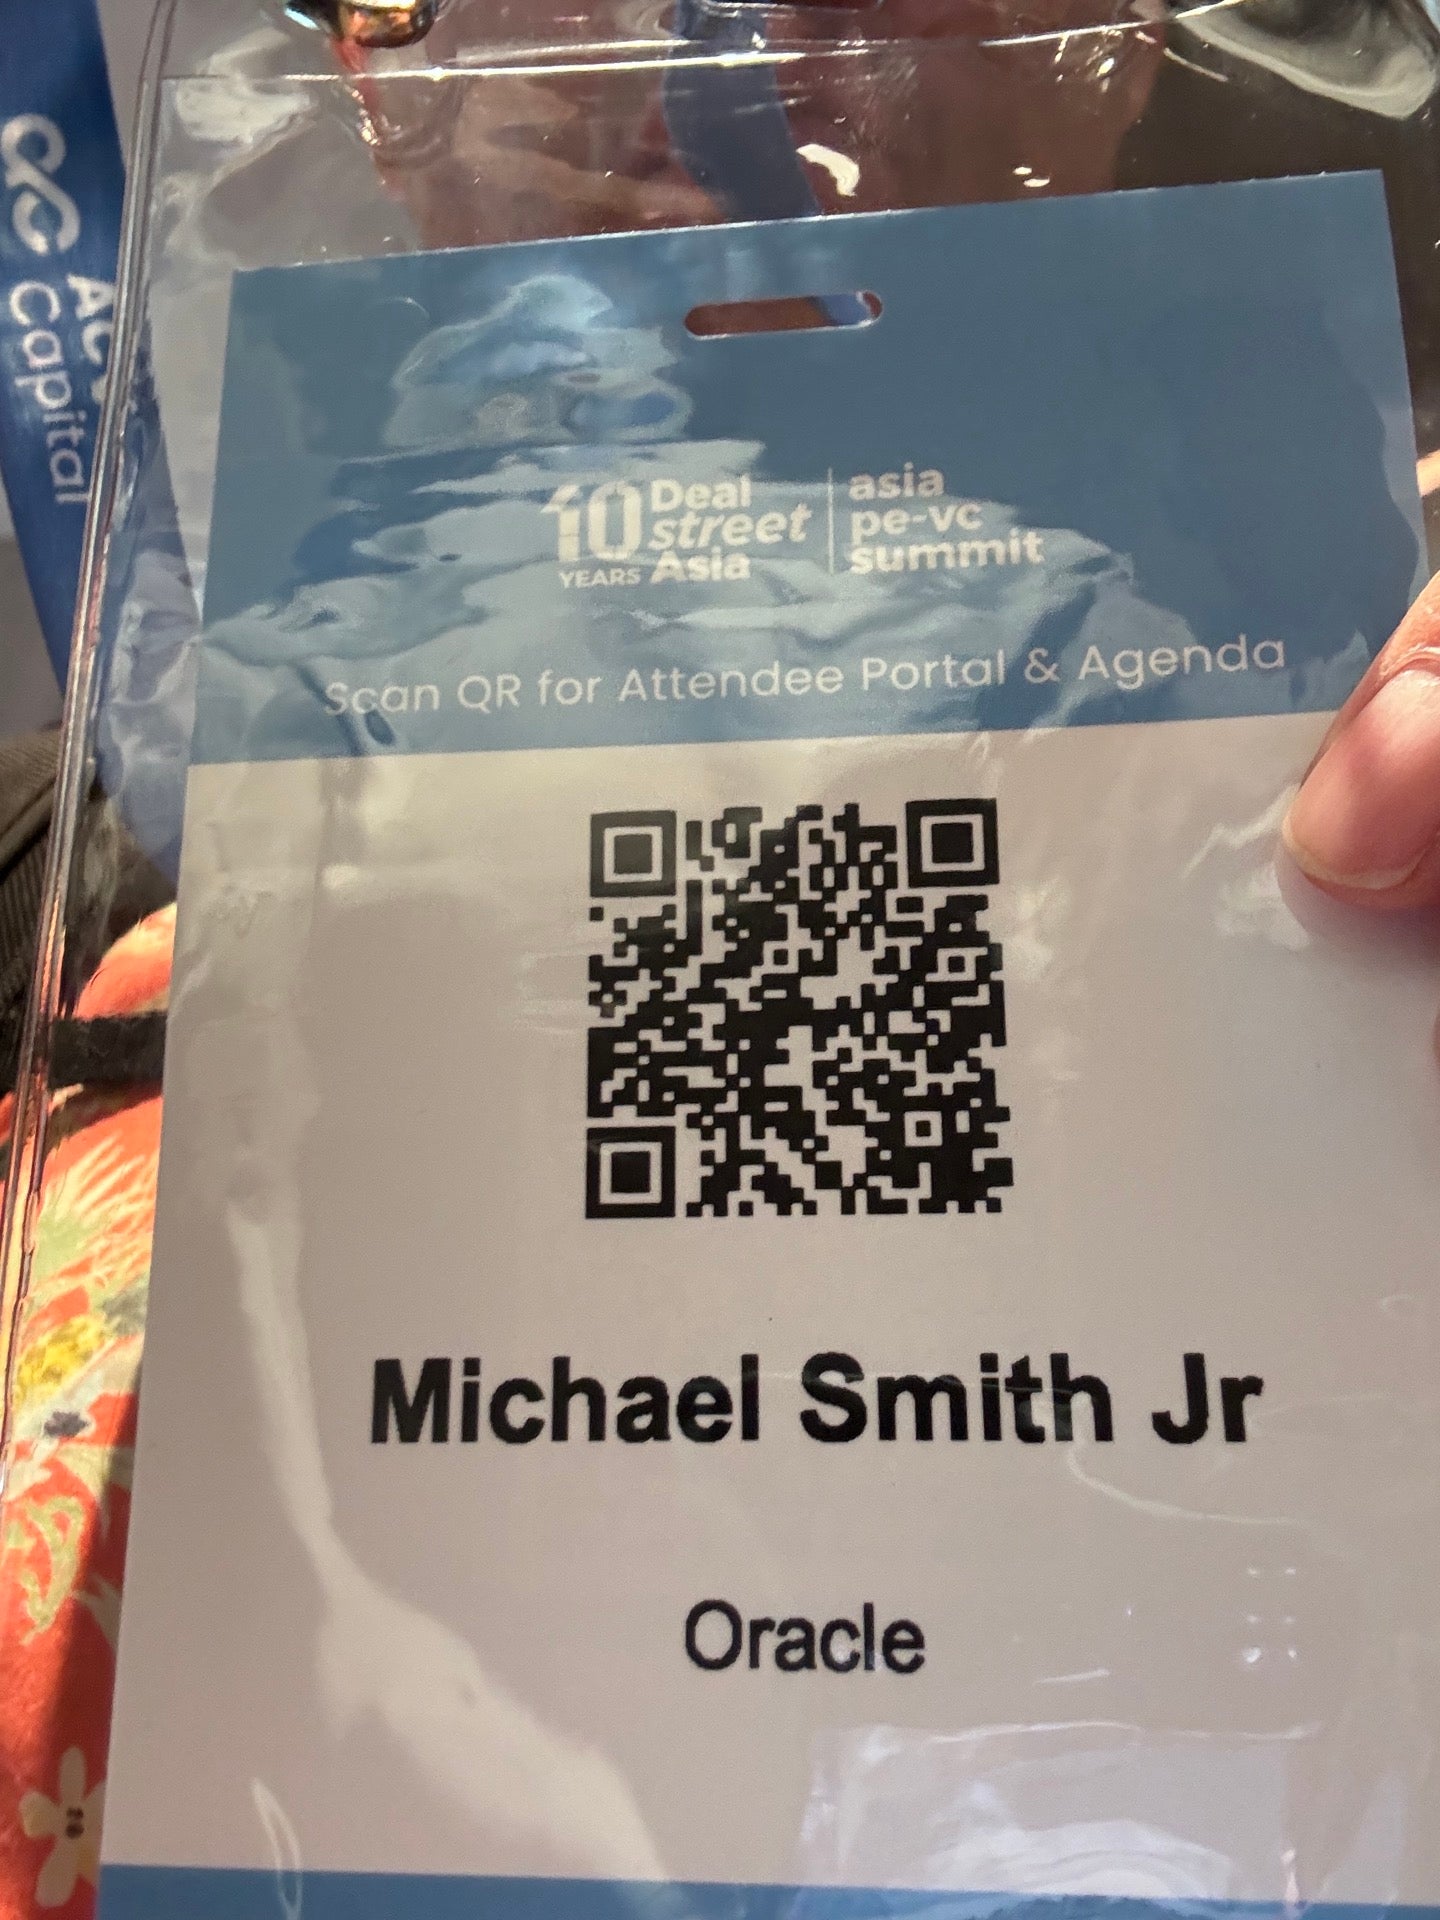 Capital
10 YEARS
Deal
street
Asia
asia
pe-vc
summit
Scan QR for Attendee Portal & Agenda
Michael Smith Jr
Oracle